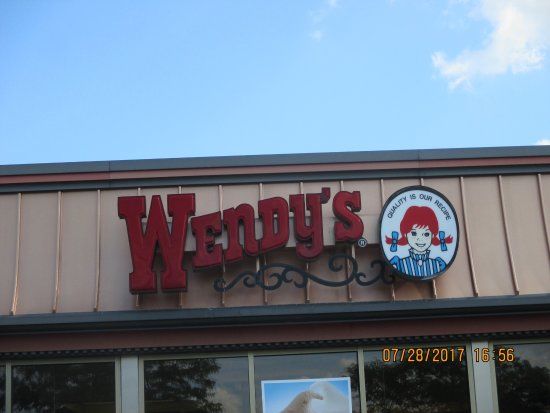 WENDY'S®
QUALITY IS OUR RECIPE
07/28/2017 16:56